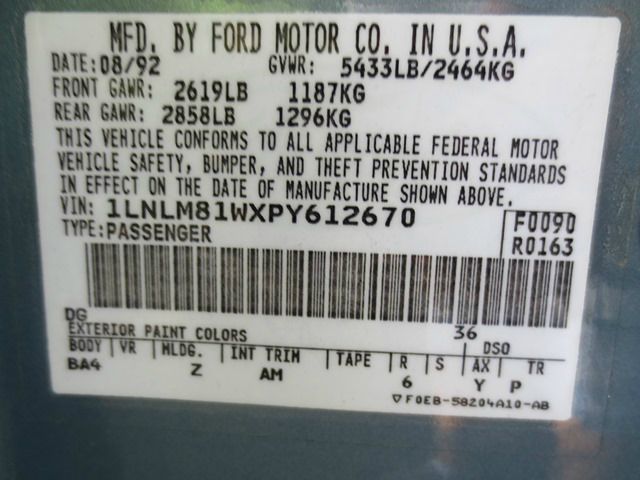 MFD. BY FORD MOTOR CO. IN U.S.A.
DATE: 08/92 GVWR: 5433LB/2464KG
FRONT GAWR: 2619LB 1187KG
REAR GAWR: 2858LB 1296KG
THIS VEHICLE CONFORMS TO ALL APPLICABLE FEDERAL MOTOR
VEHICLE SAFETY, BUMPER, AND THEFT PREVENTION STANDARDS
IN EFFECT ON THE DATE OF MANUFACTURE SHOWN ABOVE.
VIN: 1LNLM81WXPY612670 F0090
TYPE: PASSENGER R0163
DG 36
EXTERIOR PAINT COLORS DSO
BODY VR MLDG. INT TRIM TAPE R S AX TR
BA4 Z AM 6 Y P
▽F0EB-58204A10-AB